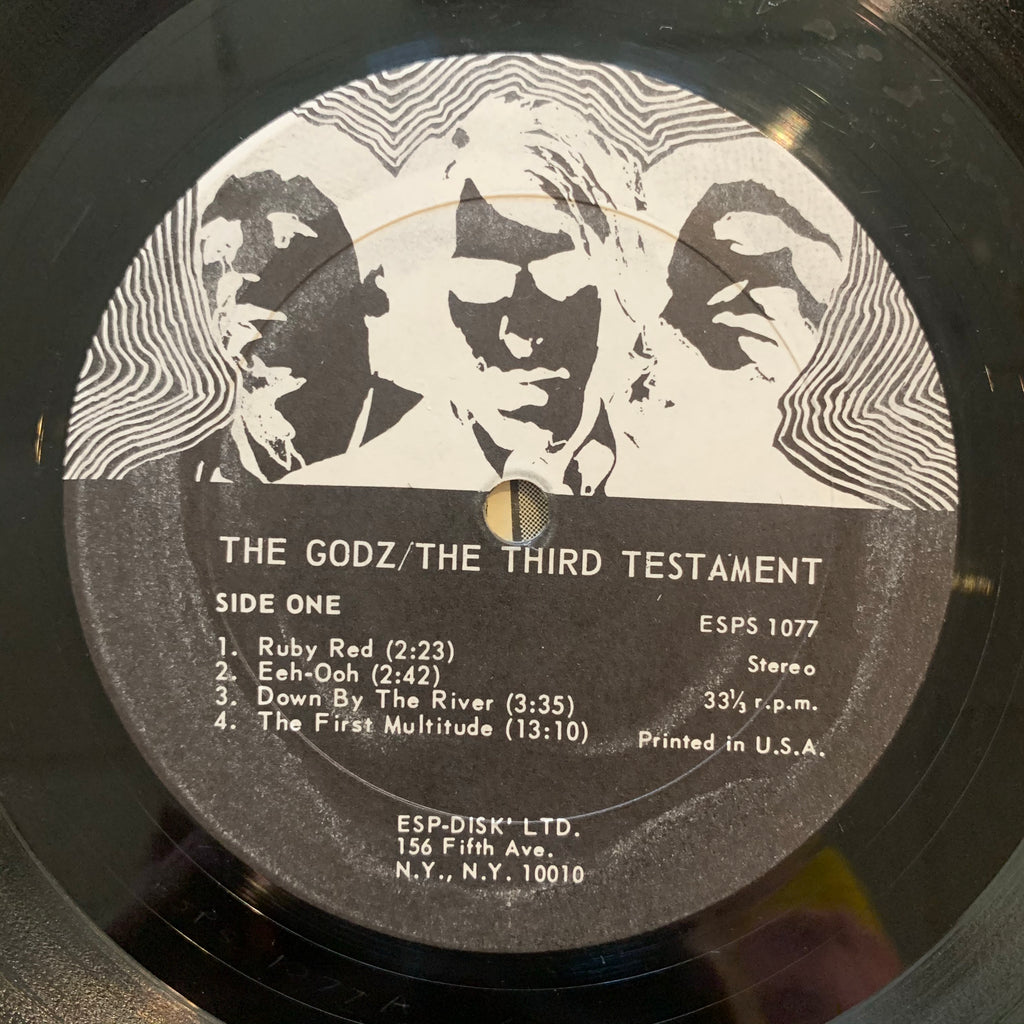 THE GODZ/THE THIRD TESTAMENT
SIDE ONE
ESPS 1077
1. Ruby Red (2:23)
Stereo
2. Eeh-Ooh (2:42)
3. Down By The River (3:35)
33⅓ r.p.m.
4. The First Multitude (13:10)
Printed in U.S.A.
ESP-DISK' LTD.
156 Fifth Ave.
N.Y., N.Y. 10010